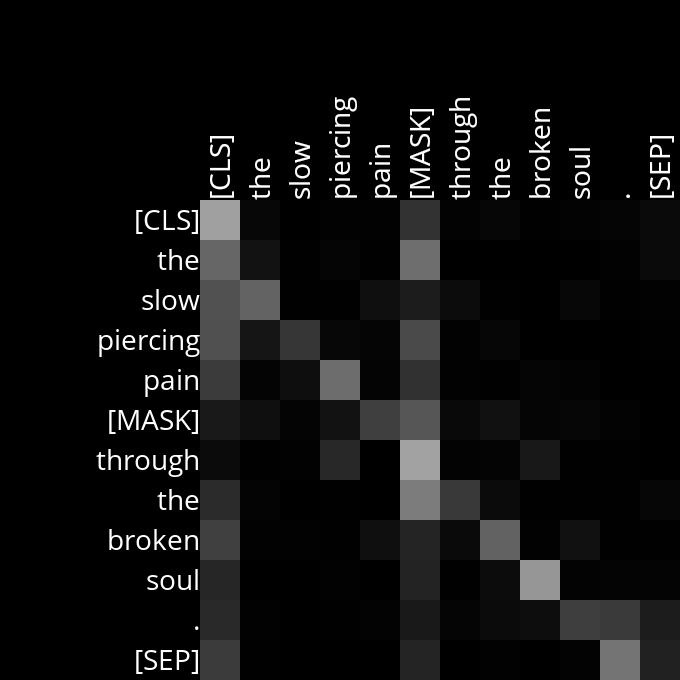 [CLS] the slow piercing pain [MASK] through the broken soul . [SEP]
[CLS]
the
slow
piercing
pain
[MASK]
through
the
broken
soul
.
[SEP]